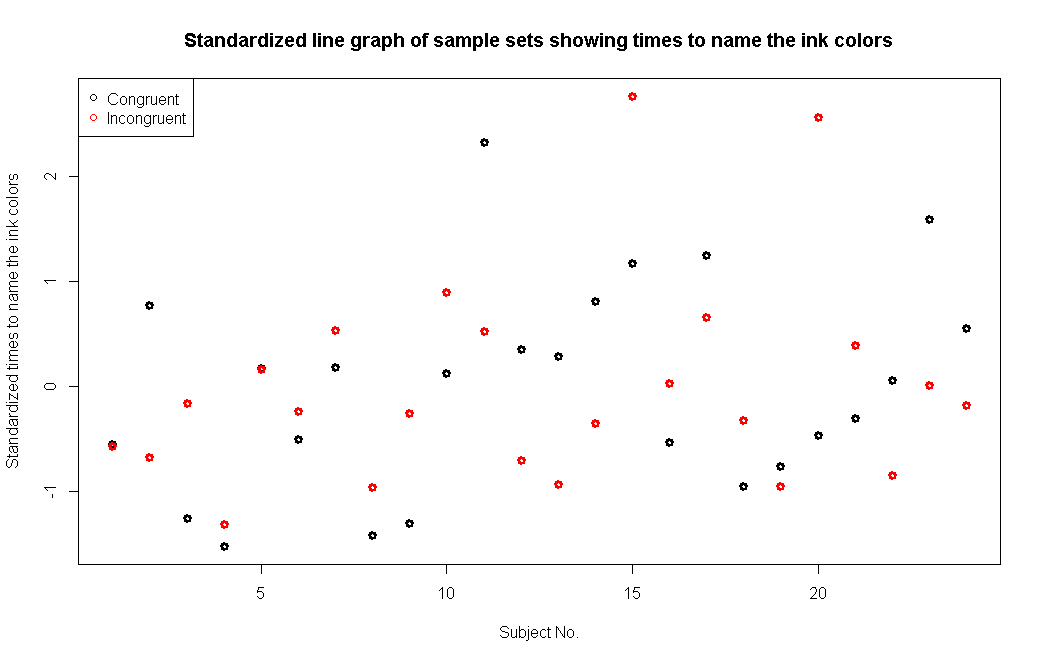 Standardized line graph of sample sets showing times to name the ink colors
Congruent
Incongruent
Standardized times to name the ink colors
2
1
0
-1
5
10
15
20
Subject No.